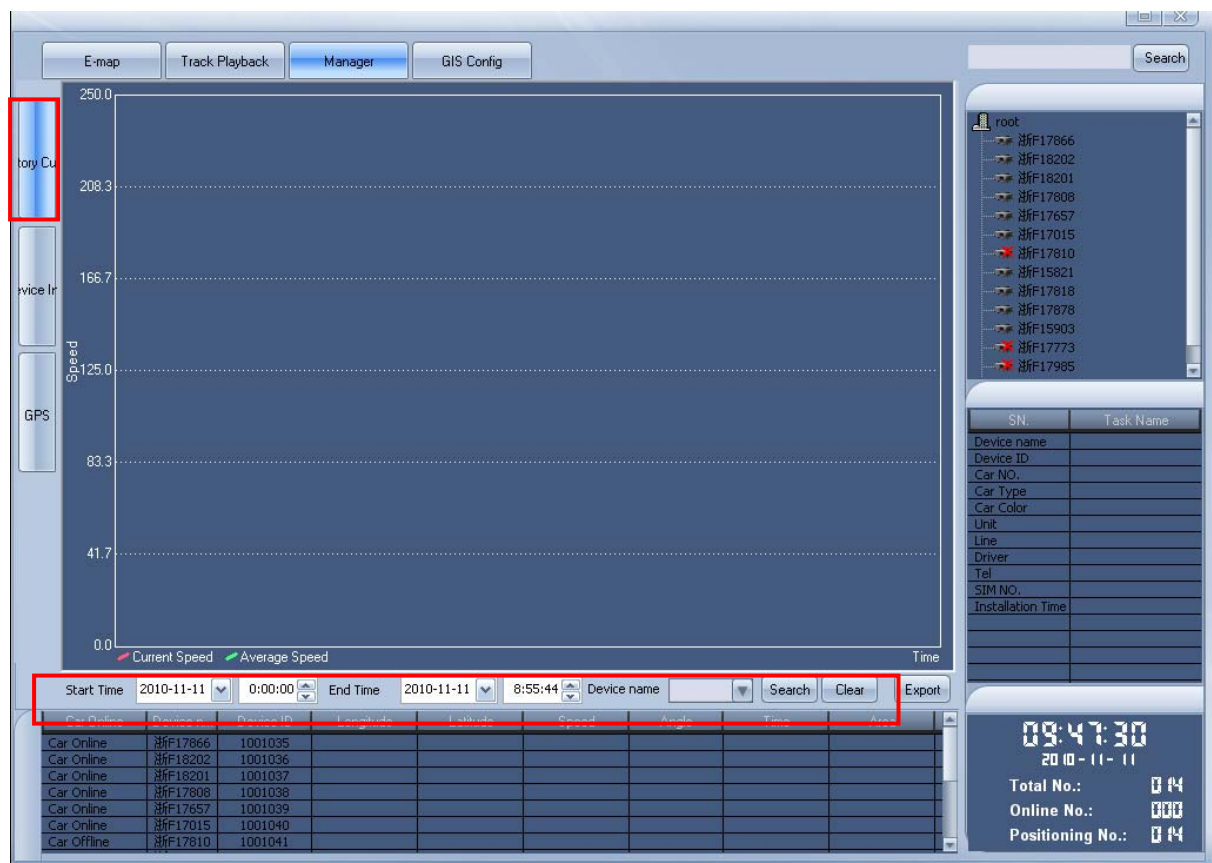 E-map Track Playback Manager GIS Config Search
250.0
tory Cu
208.3
166.7
Speed
125.0
GPS
83.3
41.7
0.0
Current Speed Average Speed Time
Start Time 2010-11-11 0:00:00 End Time 2010-11-11 8:55:44 Device name Search Clear Export
Car Online Device n Device ID Longitude Latitude Speed Angle Time Area
Car Online 浙F17866 1001035
Car Online 浙F18202 1001036
Car Online 浙F18201 1001037
Car Online 浙F17808 1001038
Car Online 浙F17657 1001039
Car Online 浙F17015 1001040
Car Offline 浙F17810 1001041
root
浙F17866
浙F18202
浙F18201
浙F17808
浙F17657
浙F17015
浙F17810
浙F15821
浙F17818
浙F17878
浙F15903
浙F17773
浙F17985
SN. Task Name
Device name
Device ID
Car NO.
Car Type
Car Color
Unit
Line
Driver
Tel
SIM NO.
Installation Time
09:47:30
2010-11-11
Total No.: 014
Online No.: 000
Positioning No.: 014